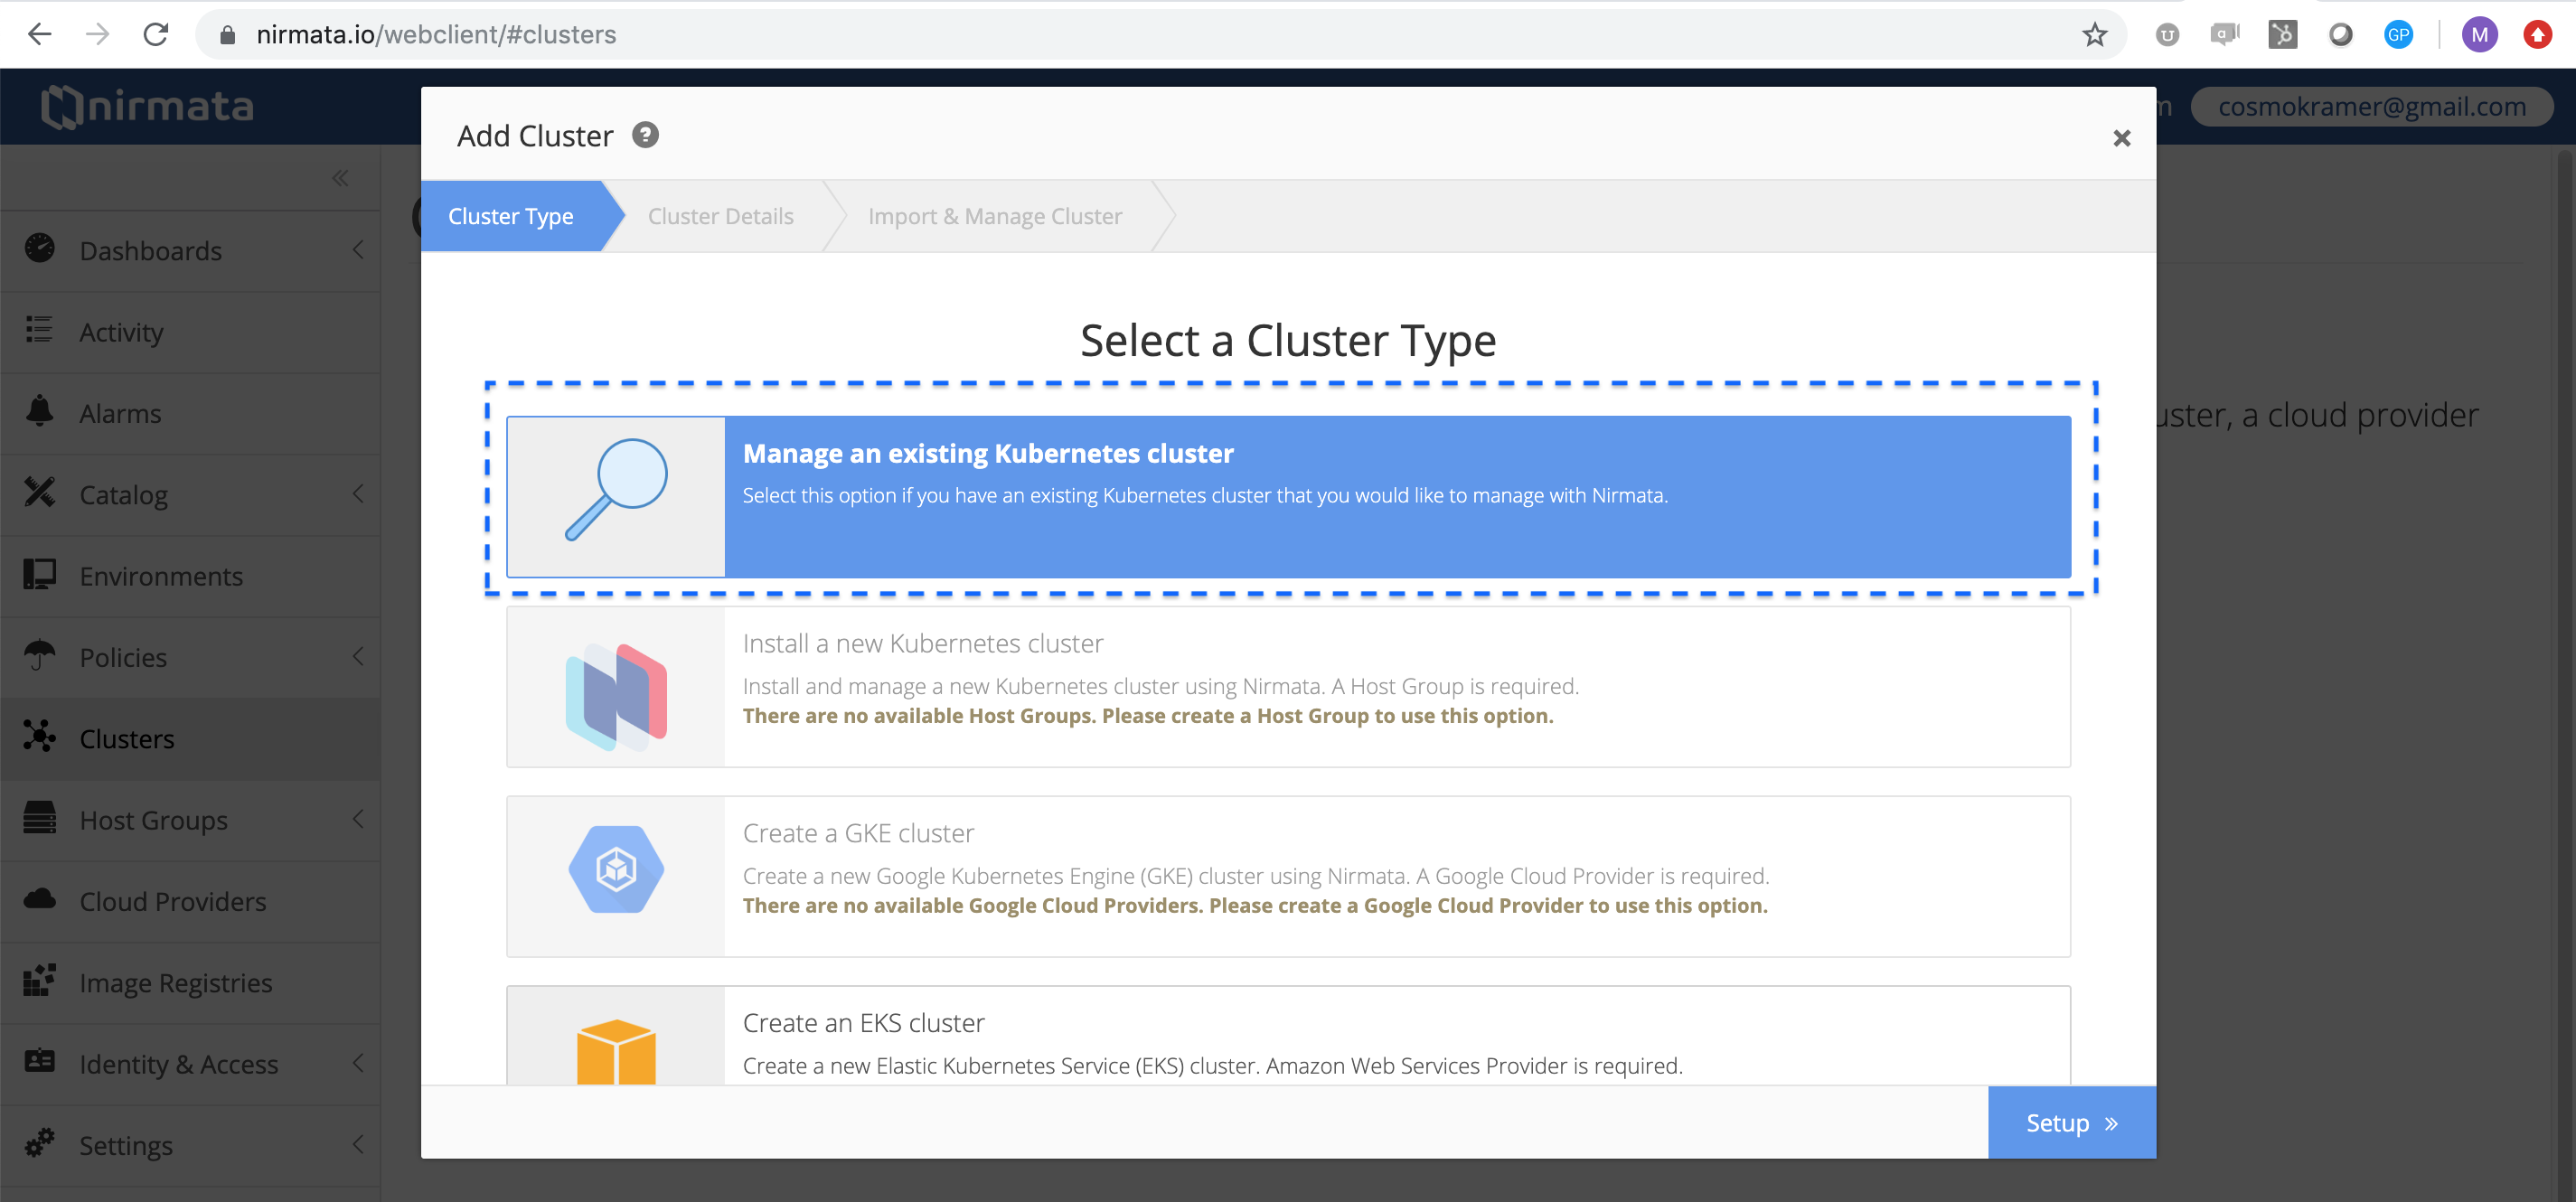 nirmata.io/webclient/#clusters
U
a
GP
M
nirmata
m
cosmokramer@gmail.com
Add Cluster ?
Cluster Type
Cluster Details
Import & Manage Cluster
Dashboards
Activity
Alarms
Catalog
Environments
Policies
Clusters
Host Groups
Cloud Providers
Image Registries
Identity & Access
Settings
Select a Cluster Type
uster, a cloud provider
Manage an existing Kubernetes cluster
Select this option if you have an existing Kubernetes cluster that you would like to manage with Nirmata.
Install a new Kubernetes cluster
Install and manage a new Kubernetes cluster using Nirmata. A Host Group is required.
There are no available Host Groups. Please create a Host Group to use this option.
Create a GKE cluster
Create a new Google Kubernetes Engine (GKE) cluster using Nirmata. A Google Cloud Provider is required.
There are no available Google Cloud Providers. Please create a Google Cloud Provider to use this option.
Create an EKS cluster
Create a new Elastic Kubernetes Service (EKS) cluster. Amazon Web Services Provider is required.
Setup »